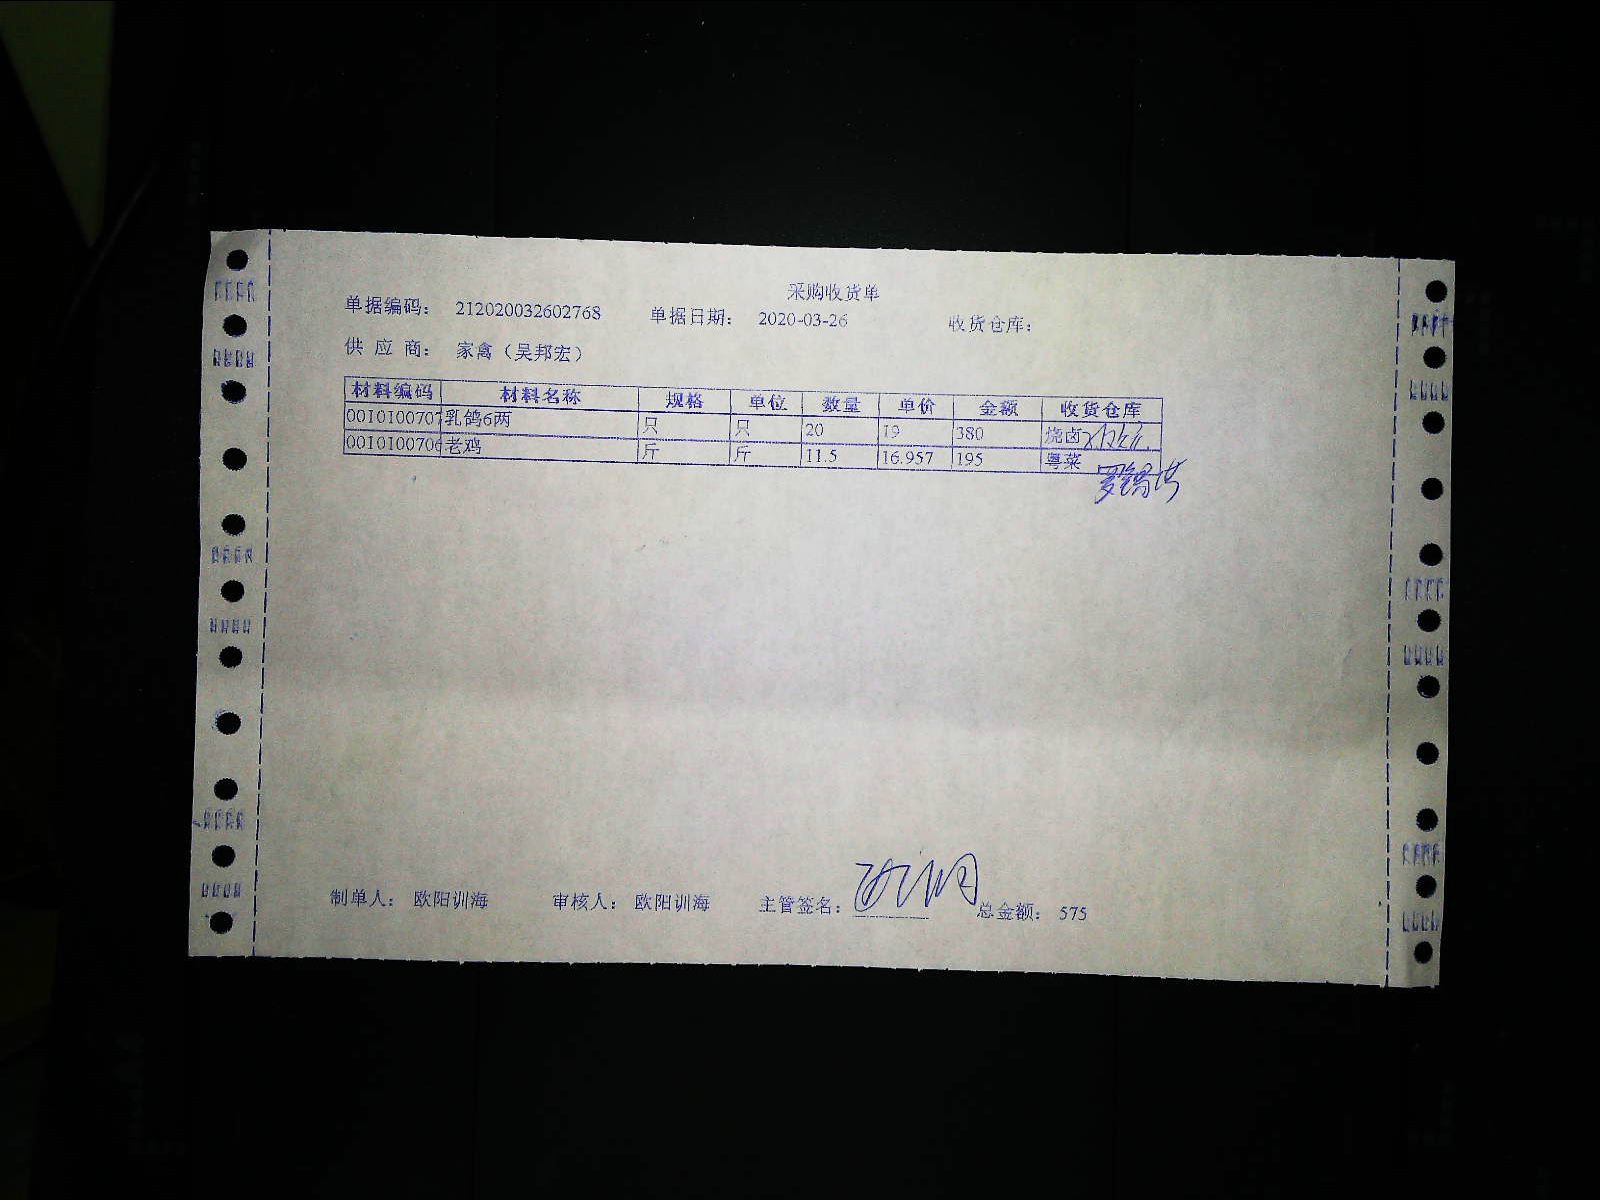 采购收货单
单据编码： 212020032602768 单据日期： 2020-03-26 收货仓库：
供 应 商： 家禽（吴邦宏）
材料编码 材料名称 规格 单位 数量 单价 金额 收货仓库
0010100707 乳鸽6两 只 只 20 19 380 烧卤
0010100706 老鸡 斤 斤 11.5 16.957 195 粤菜
罗锡洪
制单人： 欧阳训海 审核人： 欧阳训海 主管签名： 总金额： 575